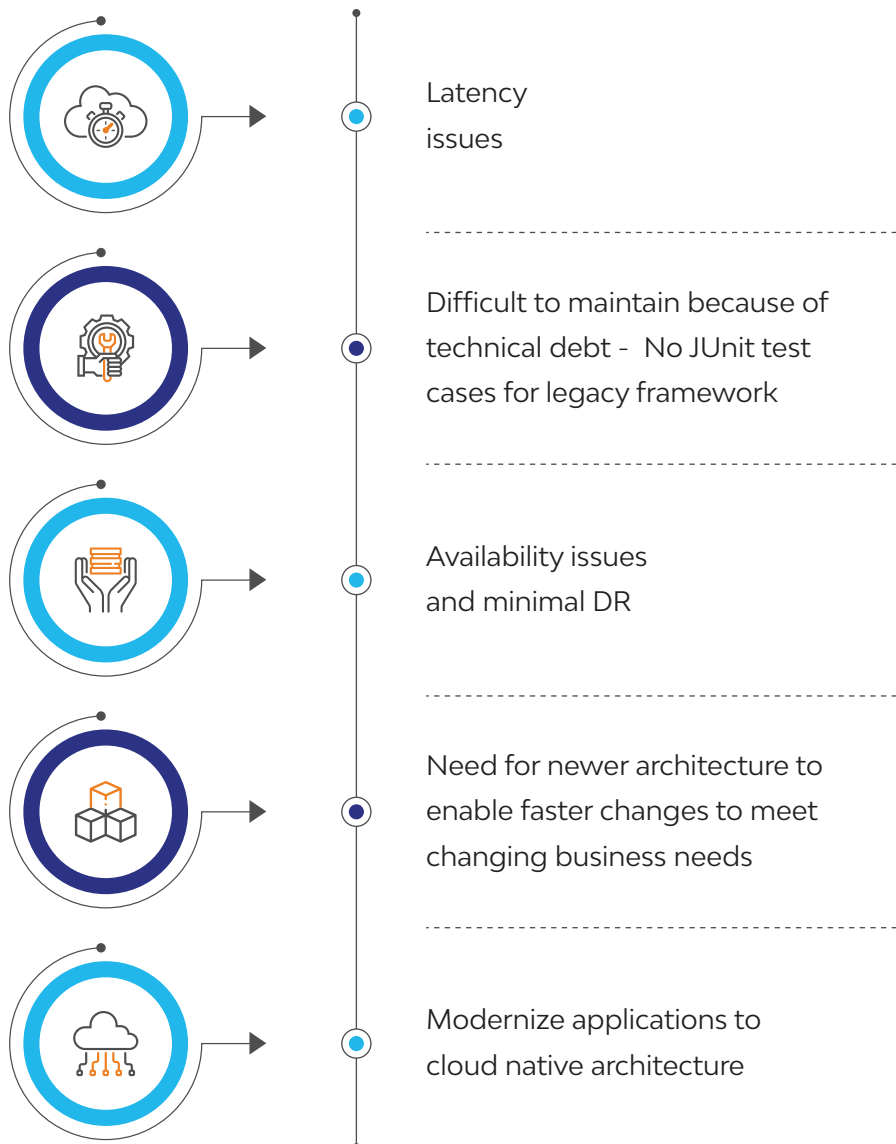 Latency
issues
Difficult to maintain because of
technical debt -  No JUnit test
cases for legacy framework
Availability issues
and minimal DR
Need for newer architecture to
enable faster changes to meet
changing business needs
Modernize applications to
cloud native architecture